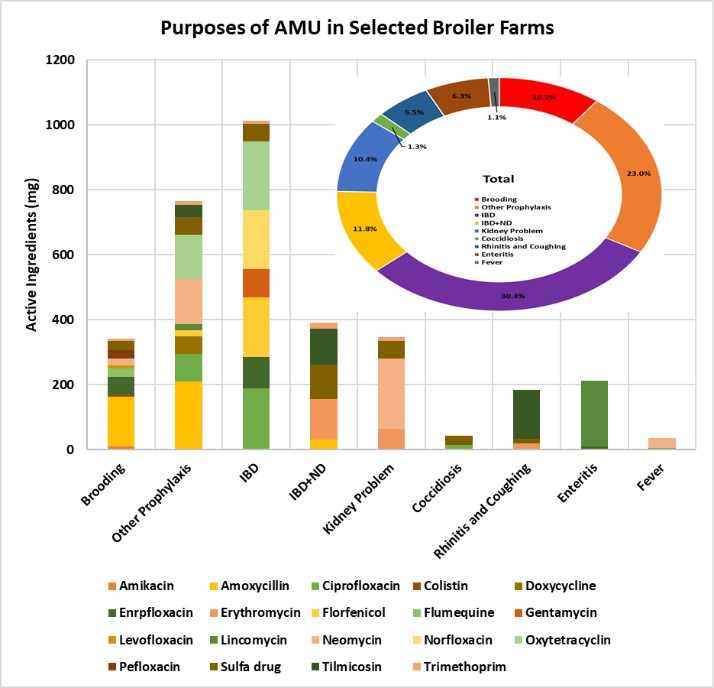 Purposes of AMU in Selected Broiler Farms
Active Ingredients (mg)
1200
1000
800
600
400
200
0
10.2%
23.0%
30.4%
11.8%
10.4%
1.3%
5.5%
6.3%
1.1%
Total
Brooding
Other Prophylaxis
IBD
IBD+ND
Kidney Problem
Coccidiosis
Rhinitis and Coughing
Enteritis
Fever
Brooding
Other Prophylaxis
IBD
IBD+ND
Kidney Problem
Coccidiosis
Rhinitis and Coughing
Enteritis
Fever
Amikacin Amoxycillin Ciprofloxacin Colistin Doxycycline
Enrpfloxacin Erythromycin Florfenicol Flumequine Gentamycin
Levofloxacin Lincomycin Neomycin Norfloxacin Oxytetracyclin
Pefloxacin Sulfa drug Tilmicosin Trimethoprim